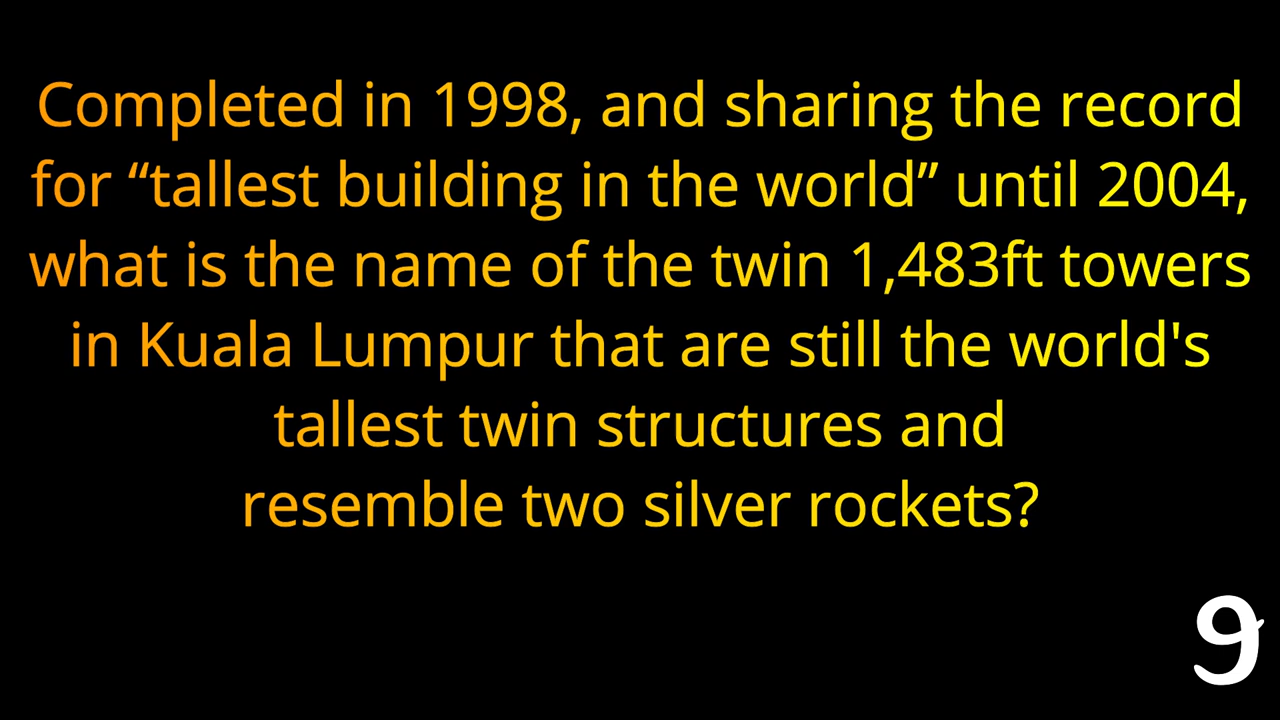 Completed in 1998, and sharing the record
for “tallest building in the world” until 2004,
what is the name of the twin 1,483ft towers
in Kuala Lumpur that are still the world's
tallest twin structures and
resemble two silver rockets?
9